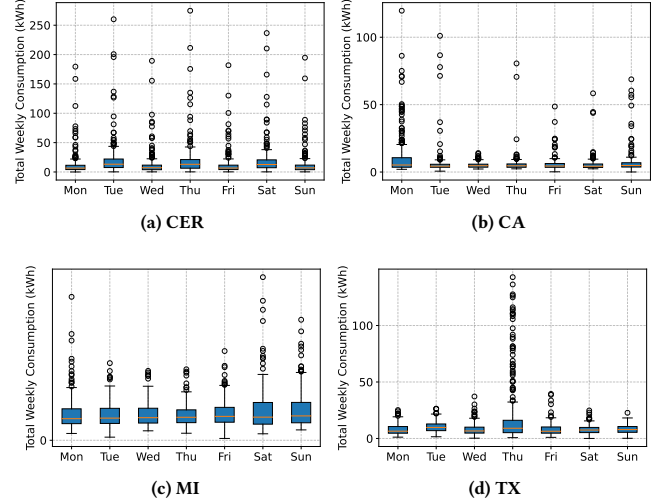 Total Weekly Consumption (kWh)
250
200
150
100
50
0
Mon Tue Wed Thu Fri Sat Sun
(a) CER
Total Weekly Consumption (kWh)
100
50
0
Mon Tue Wed Thu Fri Sat Sun
(b) CA
Total Weekly Consumption (kWh)
0
Mon Tue Wed Thu Fri Sat Sun
(c) MI
Total Weekly Consumption (kWh)
100
50
0
Mon Tue Wed Thu Fri Sat Sun
(d) TX